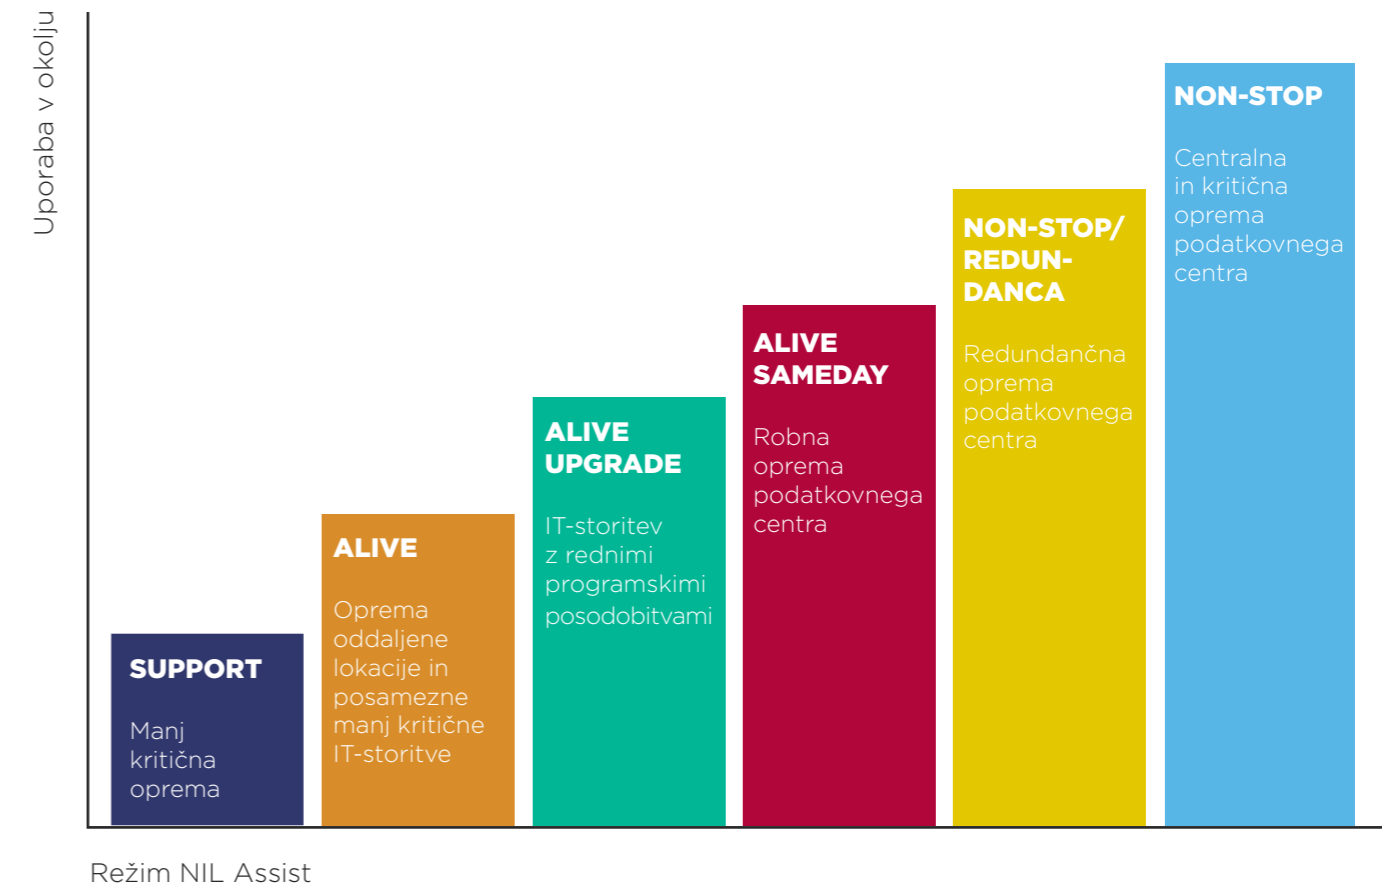 Uporaba v okolju
SUPPORT
Manj
kritična
oprema
ALIVE
Oprema
oddaljene
lokacije in
posamezne
manj kritične
IT-storitve
ALIVE
UPGRADE
IT-storitev
z rednimi
programskimi
posodobitvami
ALIVE
SAMEDAY
Robna
oprema
podatkovnega
centra
NON-STOP/
REDUN-
DANCA
Redundančna
oprema
podatkovnega
centra
NON-STOP
Centralna
in kritična
oprema
podatkovnega
centra
Režim NIL Assist